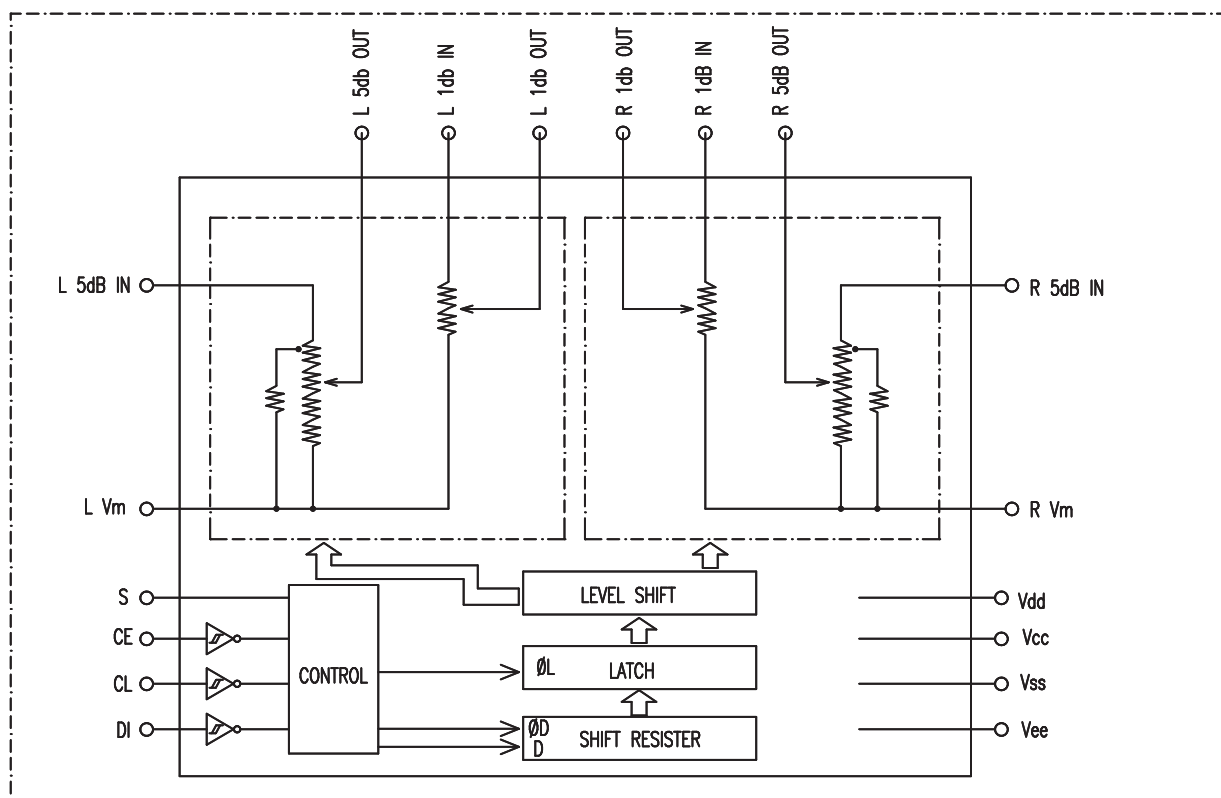 L 5db OUT
L 1db IN
L 1db OUT
R 1db OUT
R 1dB IN
R 5dB OUT
L 5dB IN
R 5dB IN
L Vm
R Vm
S
CE
CL
DI
CONTROL
LEVEL SHIFT
ØL LATCH
ØD
D
SHIFT RESISTER
Vdd
Vcc
Vss
Vee